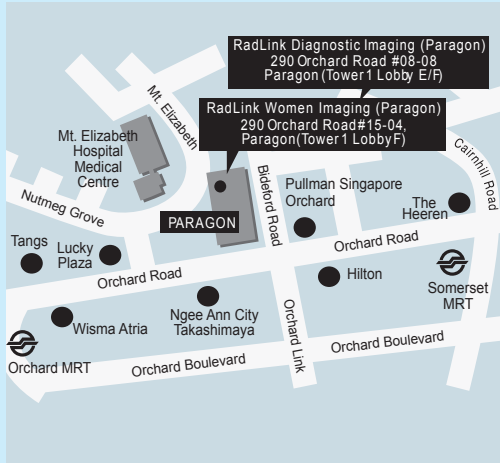 RadLink Diagnostic Imaging (Paragon)
290 Orchard Road #08-08
Paragon (Tower 1 Lobby E/F)
RadLink Women Imaging (Paragon)
290 Orchard Road #15-04,
Paragon (Tower 1 Lobby F)
Mt. Elizabeth
Mt. Elizabeth
Hospital
Medical
Centre
Nutmeg Grove
PARAGON
Bideford Road
Pullman Singapore
Orchard
Cairnhill Road
The
Heeren
Tangs
Lucky
Plaza
Orchard Road
Orchard Road
Hilton
Somerset
MRT
Wisma Atria
Ngee Ann City
Takashimaya
Orchard Link
Orchard MRT
Orchard Boulevard
Orchard Boulevard